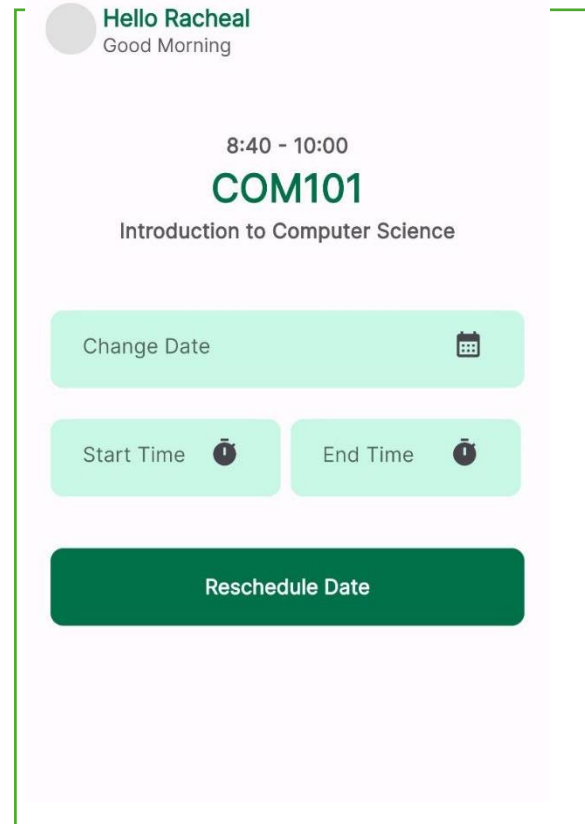 Hello Racheal
Good Morning
8:40 - 10:00
COM101
Introduction to Computer Science
Change Date
Start Time
End Time
Reschedule Date